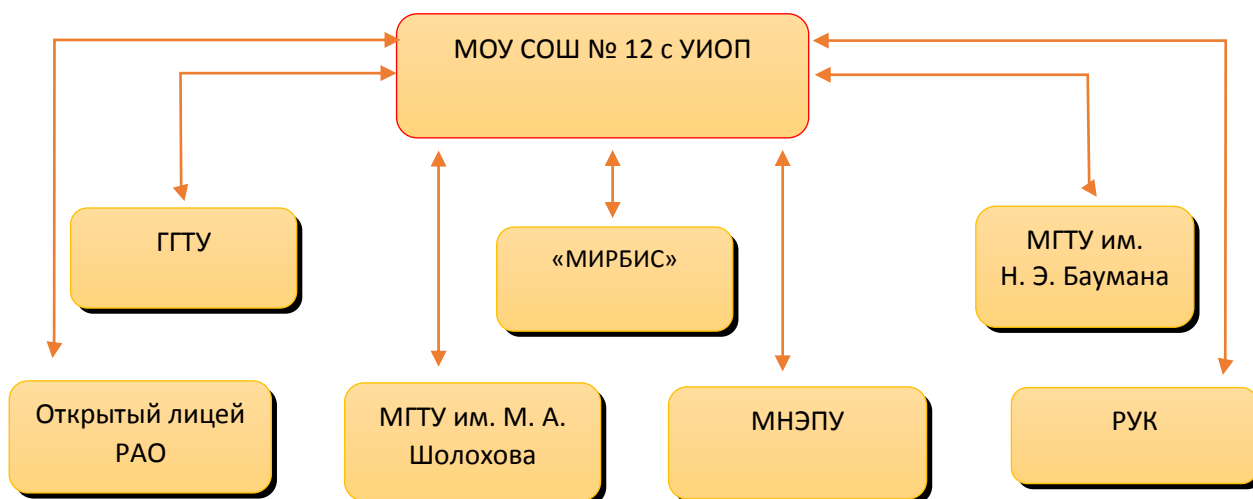 МОУ СОШ № 12 с УИОП
ГГТУ
«МИРБИС»
МГТУ им.
Н. Э. Баумана
Открытый лицей
РАО
МГТУ им. М. А.
Шолохова
МНЭПУ
РУК